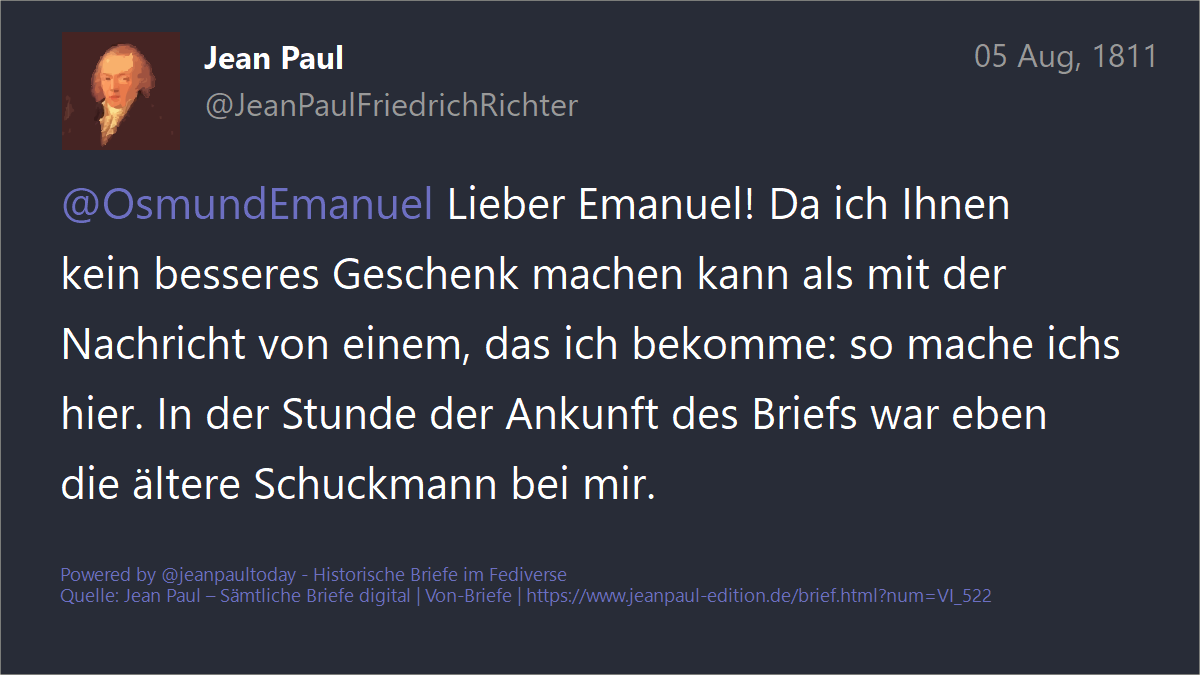 Jean Paul
05 Aug, 1811
@JeanPaulFriedrichRichter
@OsmundEmanuel Lieber Emanuel! Da ich Ihnen
kein besseres Geschenk machen kann als mit der
Nachricht von einem, das ich bekomme: so mache ichs
hier. In der Stunde der Ankunft des Briefs war eben
die ältere Schuckmann bei mir.
Powered by @jeanpaultoday - Historische Briefe im Fediverse
Quelle: Jean Paul – Sämtliche Briefe digital | Von-Briefe | https://www.jeanpaul-edition.de/brief.html?num=VI_522